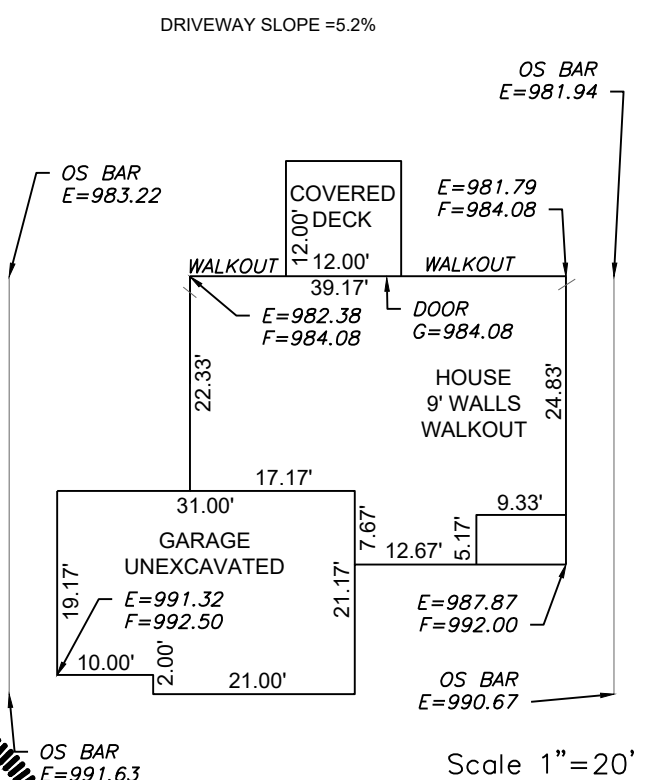 DRIVEWAY SLOPE =5.2%
OS BAR
E=981.94
OS BAR
E=983.22
COVERED
DECK
12.00'
12.00'
E=981.79
F=984.08
WALKOUT
WALKOUT
39.17'
E=982.38
F=984.08
DOOR
G=984.08
22.33'
HOUSE
9' WALLS
WALKOUT
24.83'
17.17'
31.00'
9.33'
GARAGE
UNEXCAVATED
7.67'
12.67'
5.17'
19.17'
E=991.32
F=992.50
21.17'
E=987.87
F=992.00
10.00'
2.00'
21.00'
OS BAR
E=990.67
OS BAR
E=991.63
Scale 1"=20'